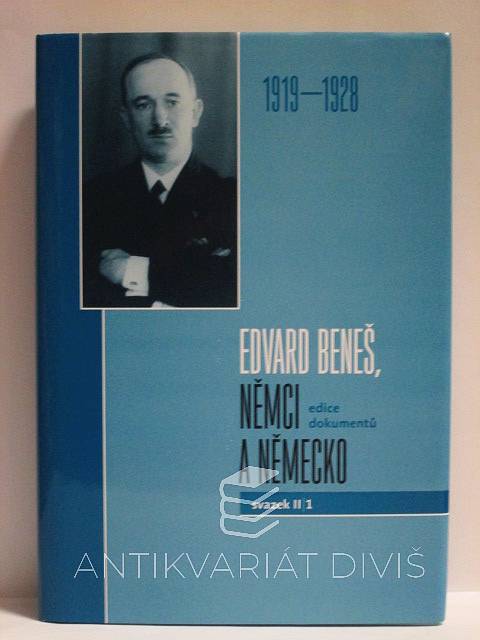 1919—1928
EDVARD BENEŠ,
NĚMCI
edice
dokumentů
A NĚMECKO
svazek II|1
ANTIKVARIÁT DIVIŠ